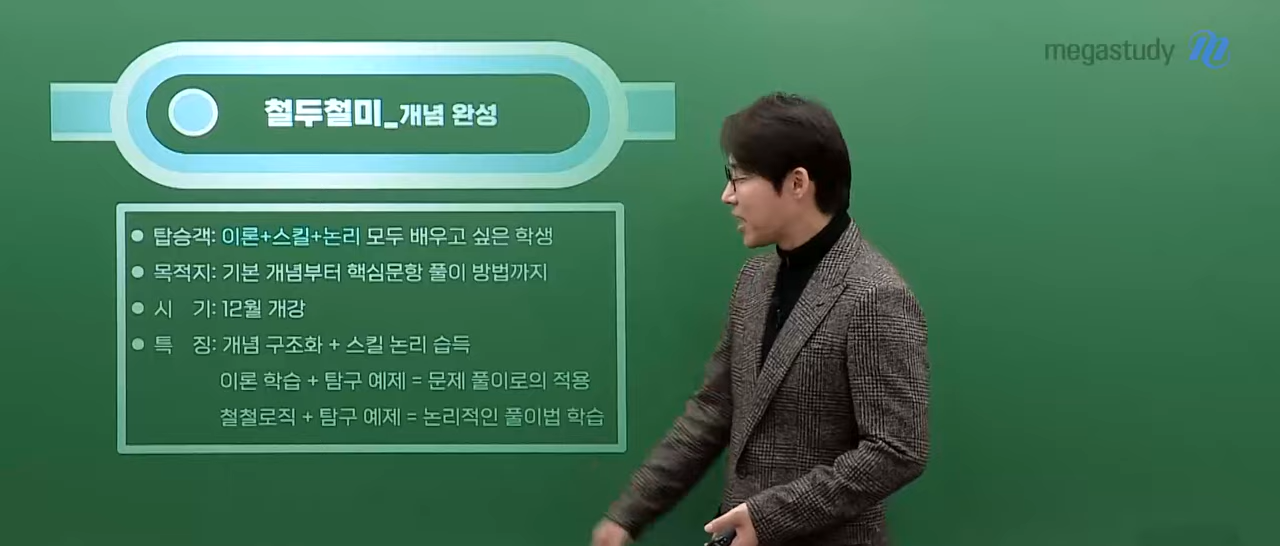 megastudy
철두철미_개념 완성
탑승객: 이론+스킬+논리 모두 배우고 싶은 학생
목적지: 기본 개념부터 핵심문항 풀이 방법까지
시 기: 12월 개강
특 징: 개념 구조화 + 스킬 논리 습득
이론 학습 + 탐구 예제 = 문제 풀이로의 적용
철철로직 + 탐구 예제 = 논리적인 풀이법 학습